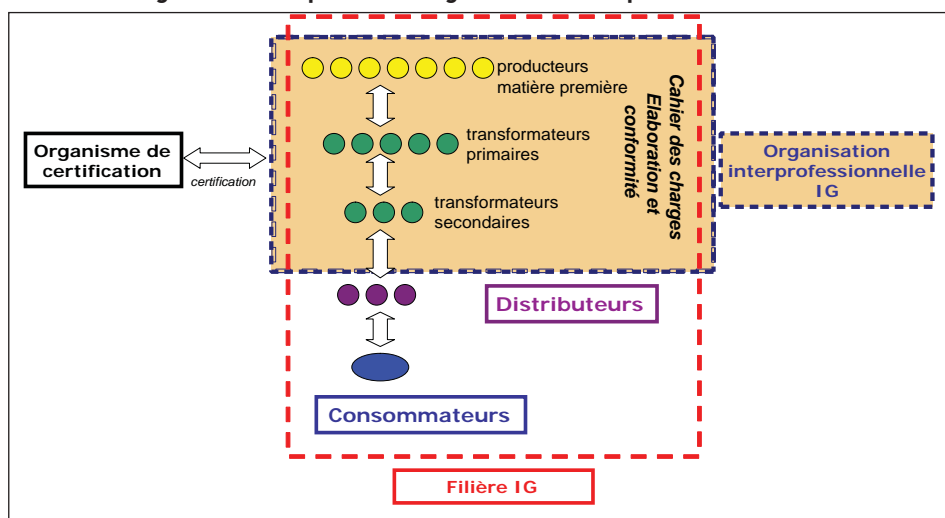 producteurs
matière première
Cahier des charges
Elaboration et
conformité
transformateurs
primaires
Organisme de
certification
certification
Organisation
interprofessionnelle
IG
transformateurs
secondaires
Distributeurs
Consommateurs
Filière IG